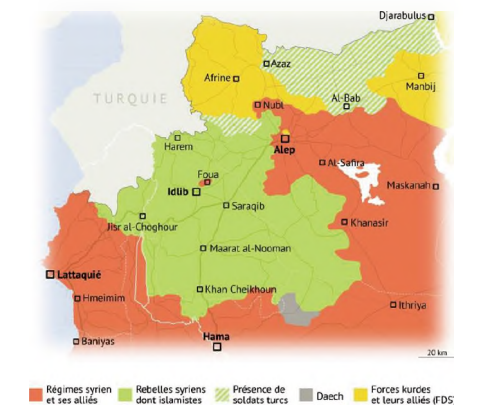 Djarabulus
Azaz
Afrine
Manbij
TURQUIE
Al-Bab
Nubl
Harem
Alep
Al-Safira
Foua
Maskanah
Idlib
Saraqib
Jisr al-Choghour
Khanasir
Maarat al-Nooman
Lattaquié
Khan Cheikhoun
Hmeimim
Ithriya
Hama
Baniyas
20 km
Régimes syrien
et ses alliés
Rebelles syriens
dont islamistes
Présence de
soldats turcs
Daech
Forces kurdes
et leurs alliés (FDS)